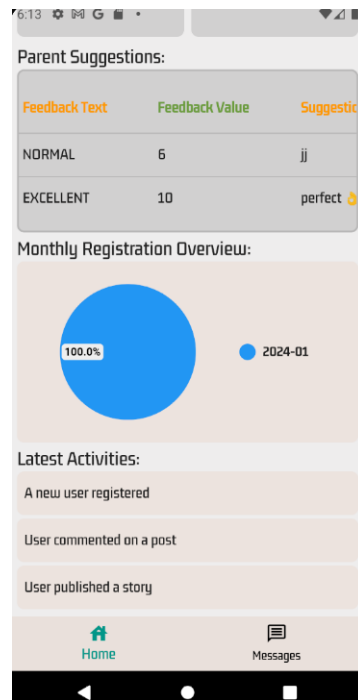 6:13
Parent Suggestions:
Feedback Text Feedback Value Suggestic
NORMAL 6 jj
EXCELLENT 10 perfect 👌
Monthly Registration Overview:
100.0% 2024-01
Latest Activities:
A new user registered
User commented on a post
User published a story
Home Messages